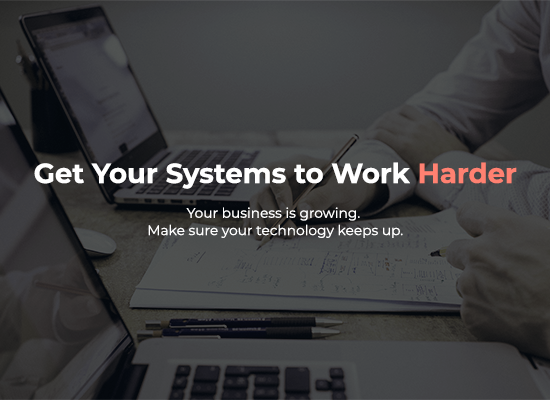 Get Your Systems to Work Harder
Your business is growing.
Make sure your technology keeps up.